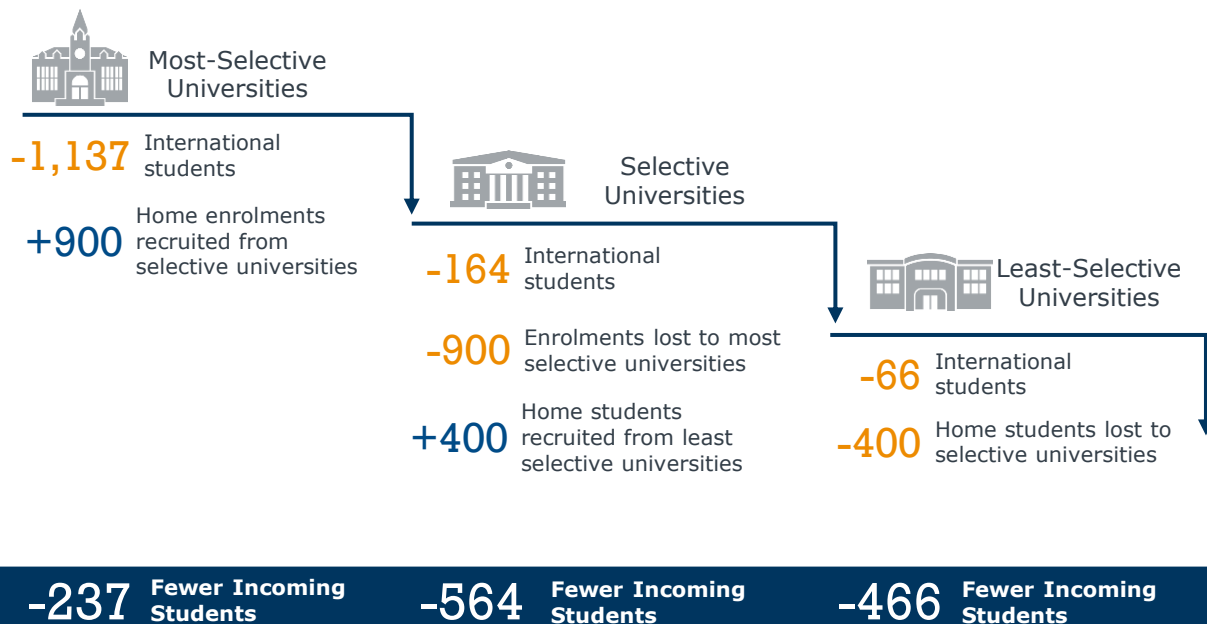 Most-Selective
Universities
-1,137
International
students
+900
Home enrolments
recruited from
selective universities
Selective
Universities
-164
International
students
-900
Enrolments lost to most
selective universities
+400
Home students
recruited from least
selective universities
Least-Selective
Universities
-66
International
students
-400
Home students lost to
selective universities
-237
Fewer Incoming
Students
-564
Fewer Incoming
Students
-466
Fewer Incoming
Students